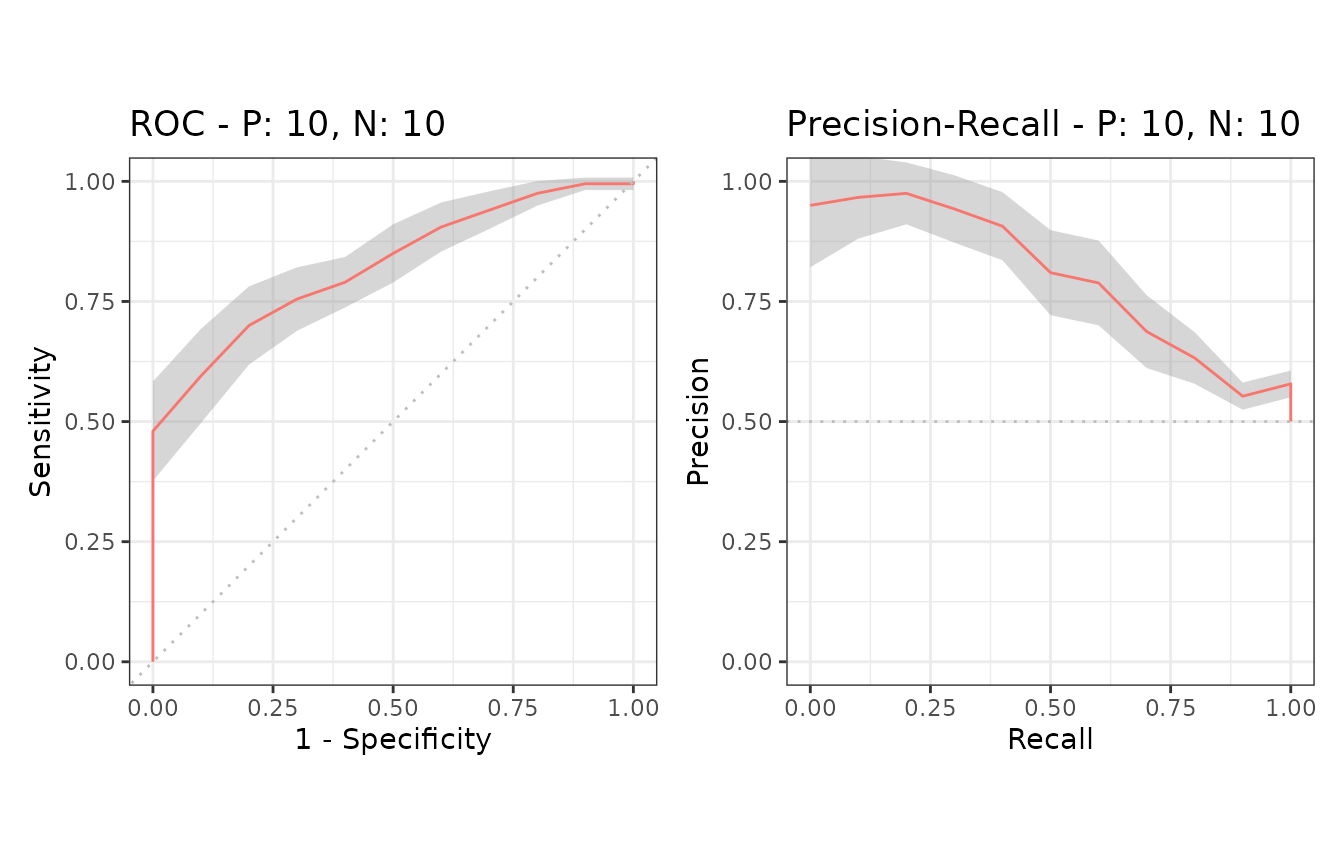 ROC - P: 10, N: 10
Sensitivity
1.00
0.75
0.50
0.25
0.00
0.00 0.25 0.50 0.75 1.00
1 - Specificity
Precision-Recall - P: 10, N: 10
Precision
1.00
0.75
0.50
0.25
0.00
0.00 0.25 0.50 0.75 1.00
Recall